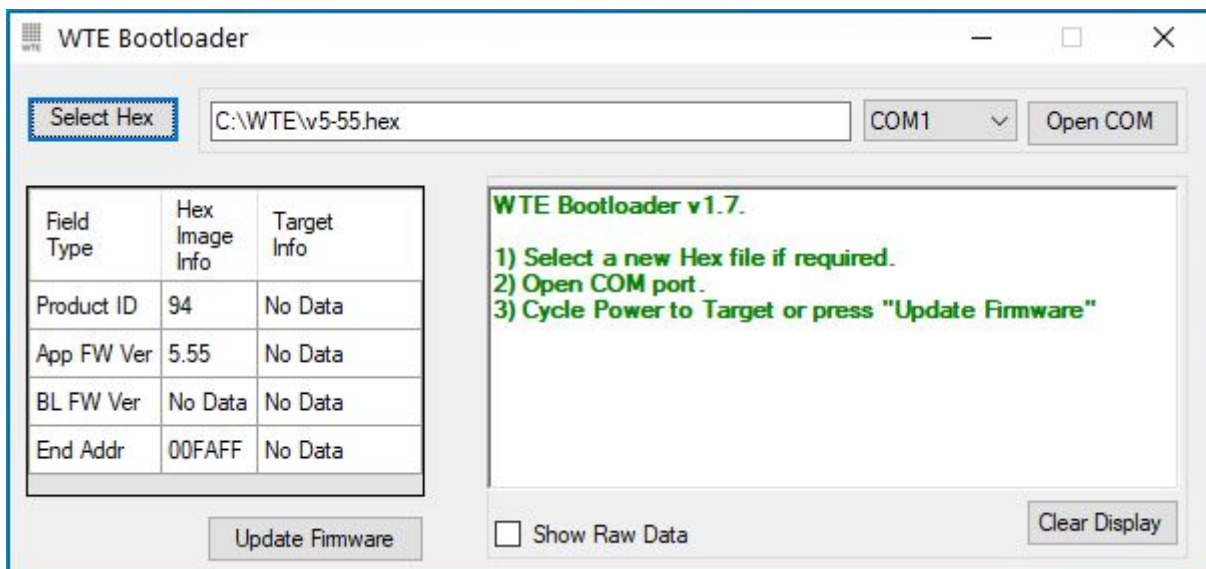 WTE Bootloader
Select Hex
C:\WTE\v5-55.hex
COM1
Open COM
Field Type
Hex Image Info
Target Info
Product ID
94
No Data
App FW Ver
5.55
No Data
BL FW Ver
No Data
No Data
End Addr
00FAFF
No Data
Update Firmware
WTE Bootloader v1.7.
1) Select a new Hex file if required.
2) Open COM port.
3) Cycle Power to Target or press "Update Firmware"
Show Raw Data
Clear Display